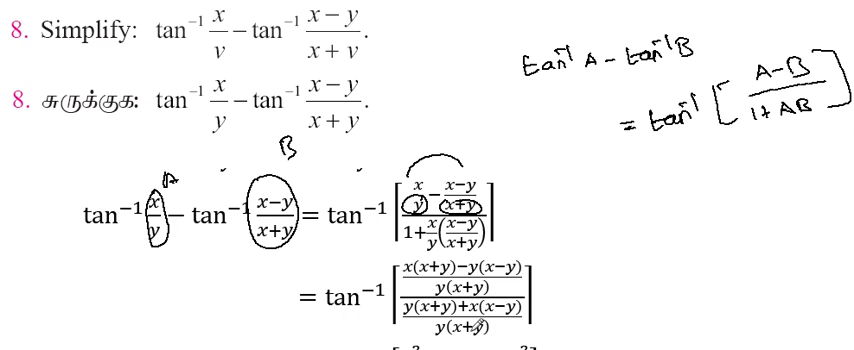 8. Simplify: tan⁻¹ x/y − tan⁻¹ (x − y)/(x + y).
8. சுருக்குக: tan⁻¹ x/y − tan⁻¹ (x − y)/(x + y).
tan⁻¹ A − tan⁻¹ B
= tan⁻¹ [(A − B)/(1 + AB)]
A B
tan⁻¹ x/y − tan⁻¹ (x−y)/(x+y) = tan⁻¹ [(x/y − (x−y)/(x+y))/(1 + x/y((x−y)/(x+y)))]
= tan⁻¹ [((x(x+y)−y(x−y))/(y(x+y)))/((y(x+y)+x(x−y))/(y(x+y)))]